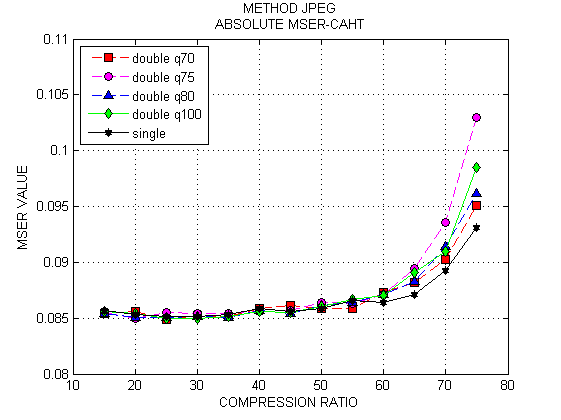 METHOD JPEG
ABSOLUTE MSER-CAHT
0.11
0.105
0.1
0.095
0.09
0.085
0.08
MSER VALUE
double q70
double q75
double q80
double q100
single
10
20
30
40
50
60
70
80
COMPRESSION RATIO